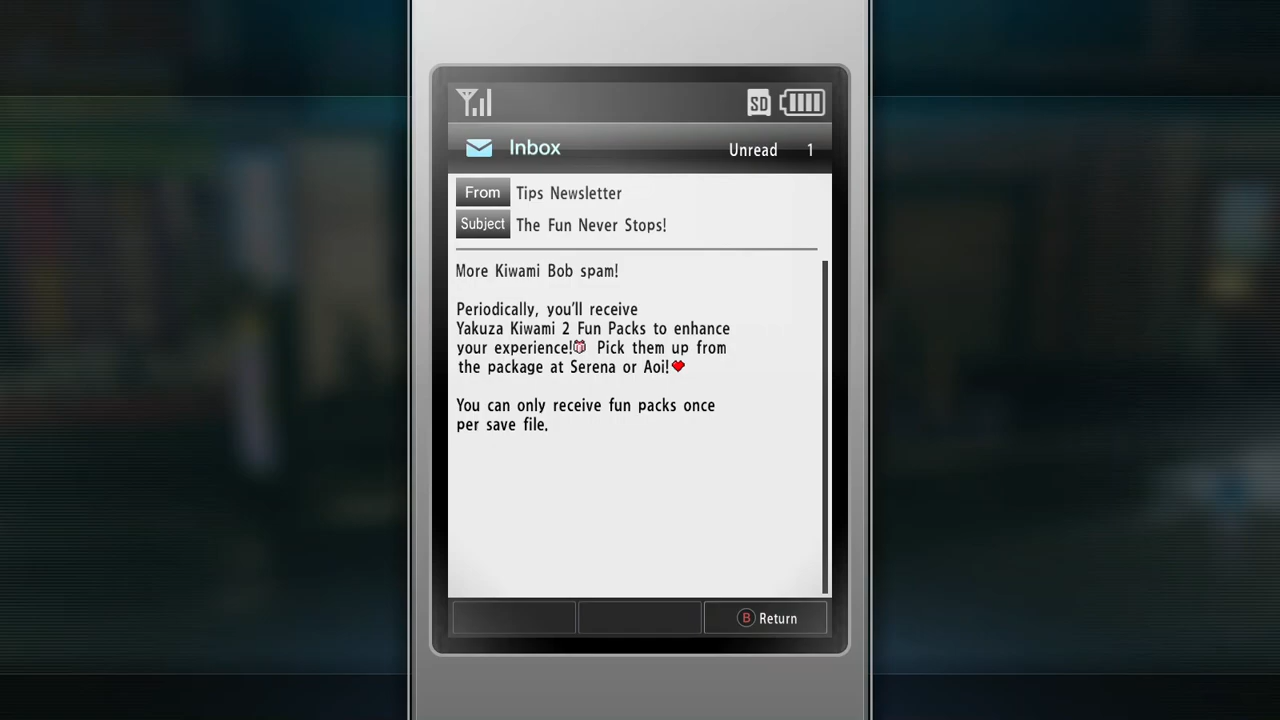 SD
Inbox
Unread 1
From Tips Newsletter
Subject The Fun Never Stops!
More Kiwami Bob spam!
Periodically, you'll receive
Yakuza Kiwami 2 Fun Packs to enhance
your experience! Pick them up from
the package at Serena or Aoi!
You can only receive fun packs once
per save file.
B Return